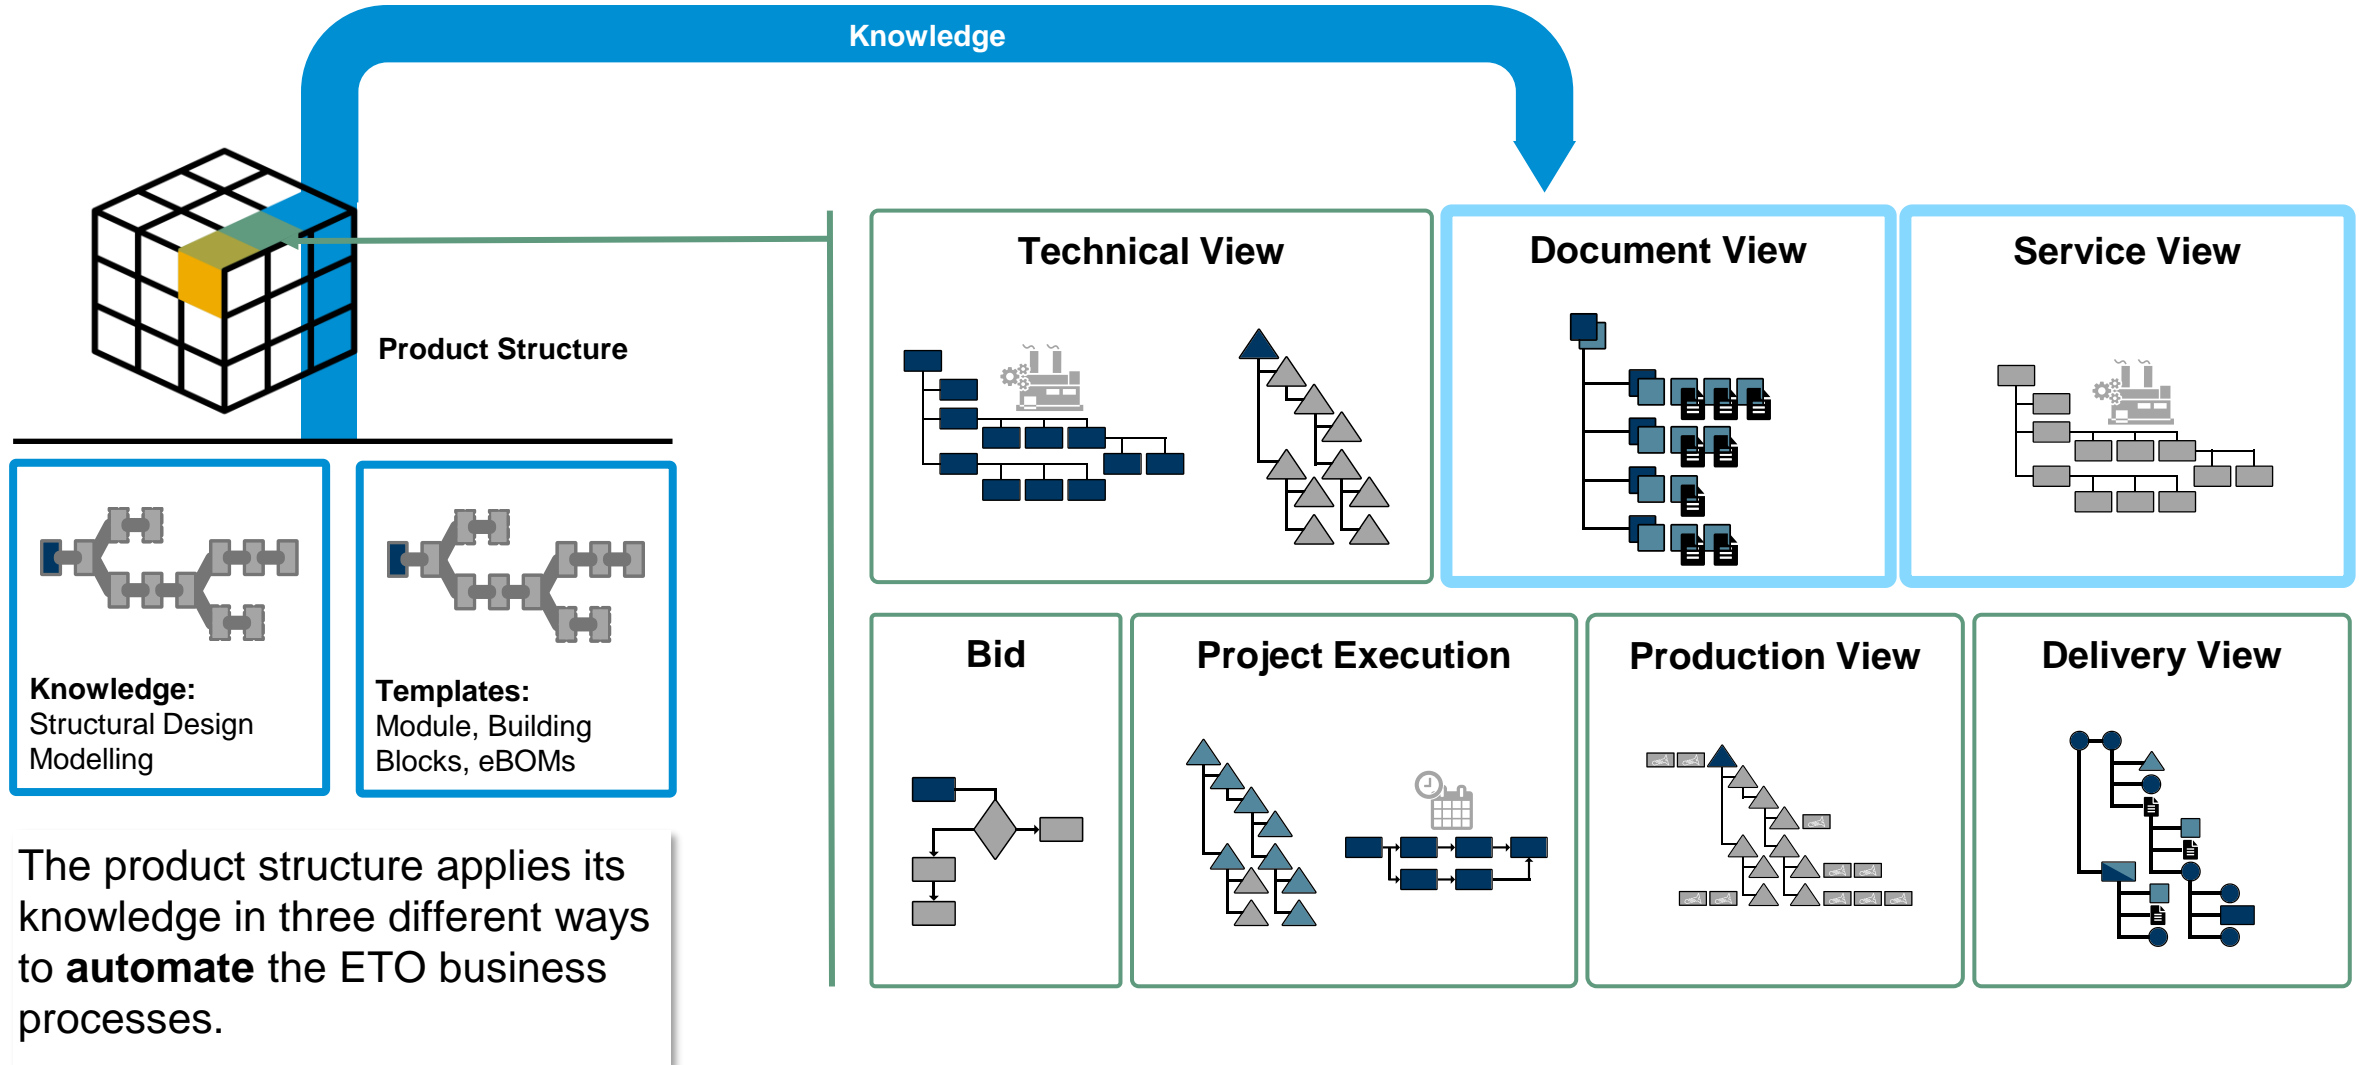 Knowledge
Product Structure
Technical View
Document View
Service View
Bid
Project Execution
Production View
Delivery View
Knowledge:
Structural Design
Modelling
Templates:
Module, Building
Blocks, eBOMs
The product structure applies its
knowledge in three different ways
to automate the ETO business
processes.